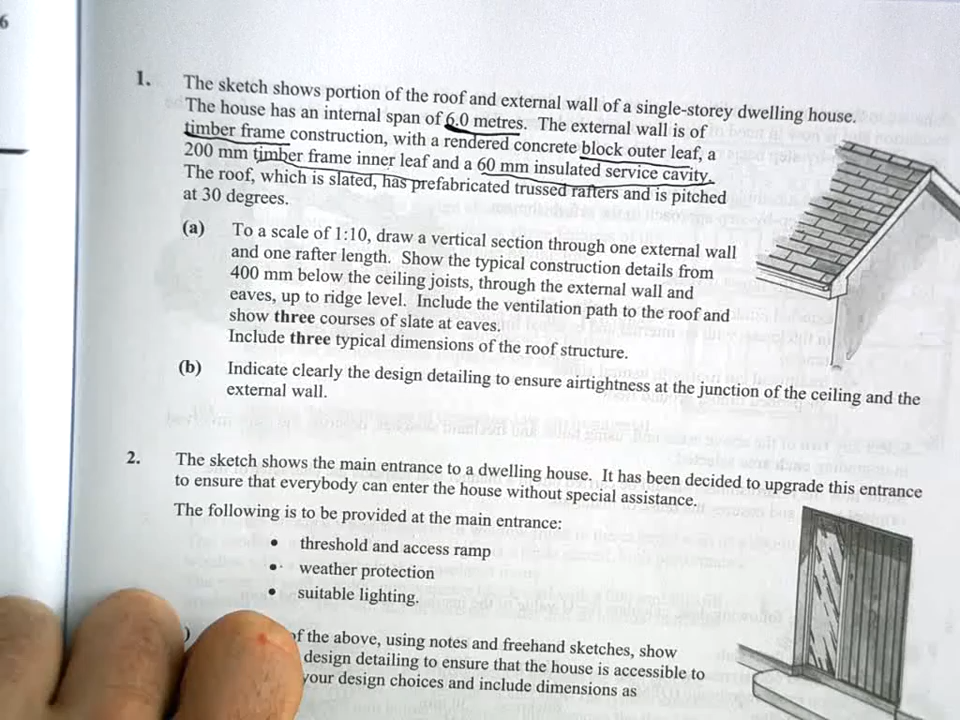 6
1. The sketch shows portion of the roof and external wall of a single-storey dwelling house.
The house has an internal span of 6.0 metres. The external wall is of
timber frame construction, with a rendered concrete block outer leaf, a
200 mm timber frame inner leaf and a 60 mm insulated service cavity.
The roof, which is slated, has prefabricated trussed rafters and is pitched
at 30 degrees.
(a) To a scale of 1:10, draw a vertical section through one external wall
and one rafter length. Show the typical construction details from
400 mm below the ceiling joists, through the external wall and
eaves, up to ridge level. Include the ventilation path to the roof and
show three courses of slate at eaves.
Include three typical dimensions of the roof structure.
(b) Indicate clearly the design detailing to ensure airtightness at the junction of the ceiling and the
external wall.
2. The sketch shows the main entrance to a dwelling house. It has been decided to upgrade this entrance
to ensure that everybody can enter the house without special assistance.
The following is to be provided at the main entrance:
• threshold and access ramp
• weather protection
• suitable lighting.
) of the above, using notes and freehand sketches, show
design detailing to ensure that the house is accessible to
your design choices and include dimensions as